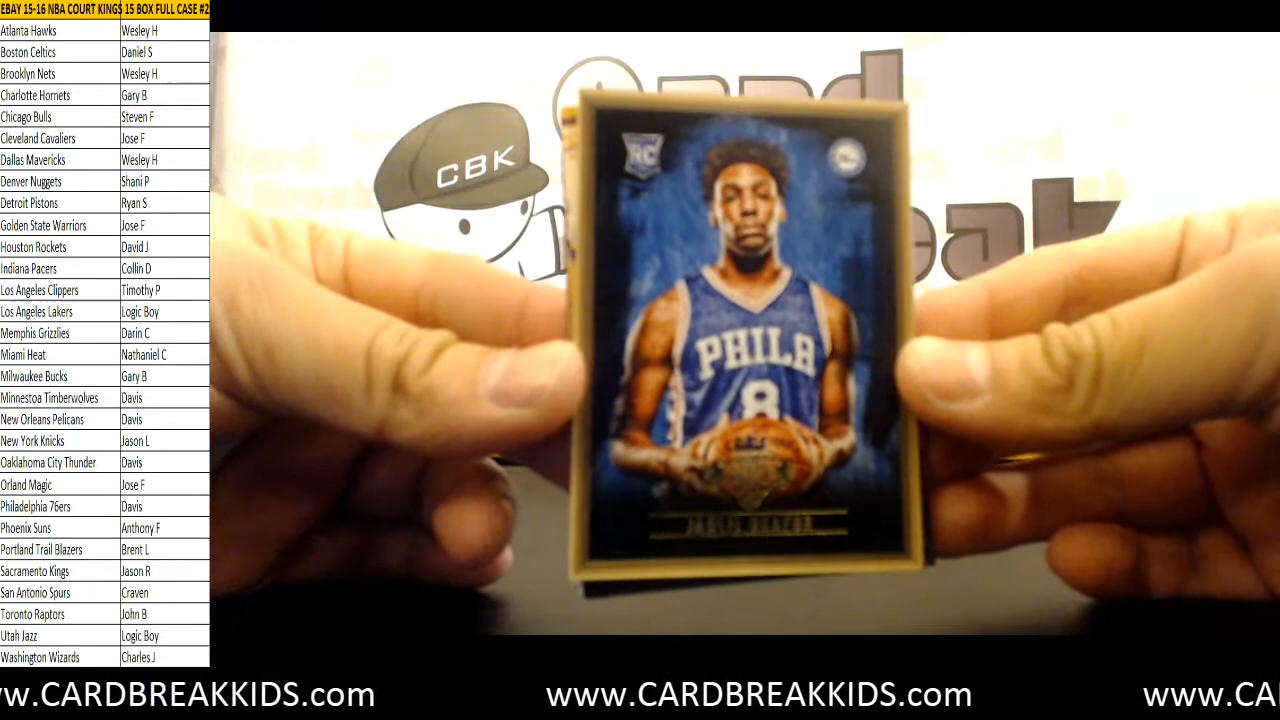 EBAY 15-16 NBA COURT KINGS 15 BOX FULL CASE #2
Atlanta Hawks Wesley H
Boston Celtics Daniel S
Brooklyn Nets Wesley H
Charlotte Hornets Gary B
Chicago Bulls Steven F
Cleveland Cavaliers Jose F
Dallas Mavericks Wesley H
Denver Nuggets Shani P
Detroit Pistons Ryan S
Golden State Warriors Jose F
Houston Rockets David J
Indiana Pacers Collin D
Los Angeles Clippers Timothy P
Los Angeles Lakers Logic Boy
Memphis Grizzlies Darin C
Miami Heat Nathaniel C
Milwaukee Bucks Gary B
Minnestoa Timberwolves Davis
New Orleans Pelicans Davis
New York Knicks Jason L
Oaklahoma City Thunder Davis
Orland Magic Jose F
Philadelphia 76ers Davis
Phoenix Suns Anthony F
Portland Trail Blazers Brent L
Sacramento Kings Jason R
San Antonio Spurs Craven
Toronto Raptors John B
Utah Jazz Logic Boy
Washington Wizards Charles J
CBK
RC
PHILA
8
JAHLIL OKAFOR
w.CARDBREAKKIDS.com www.CARDBREAKKIDS.com www.CA